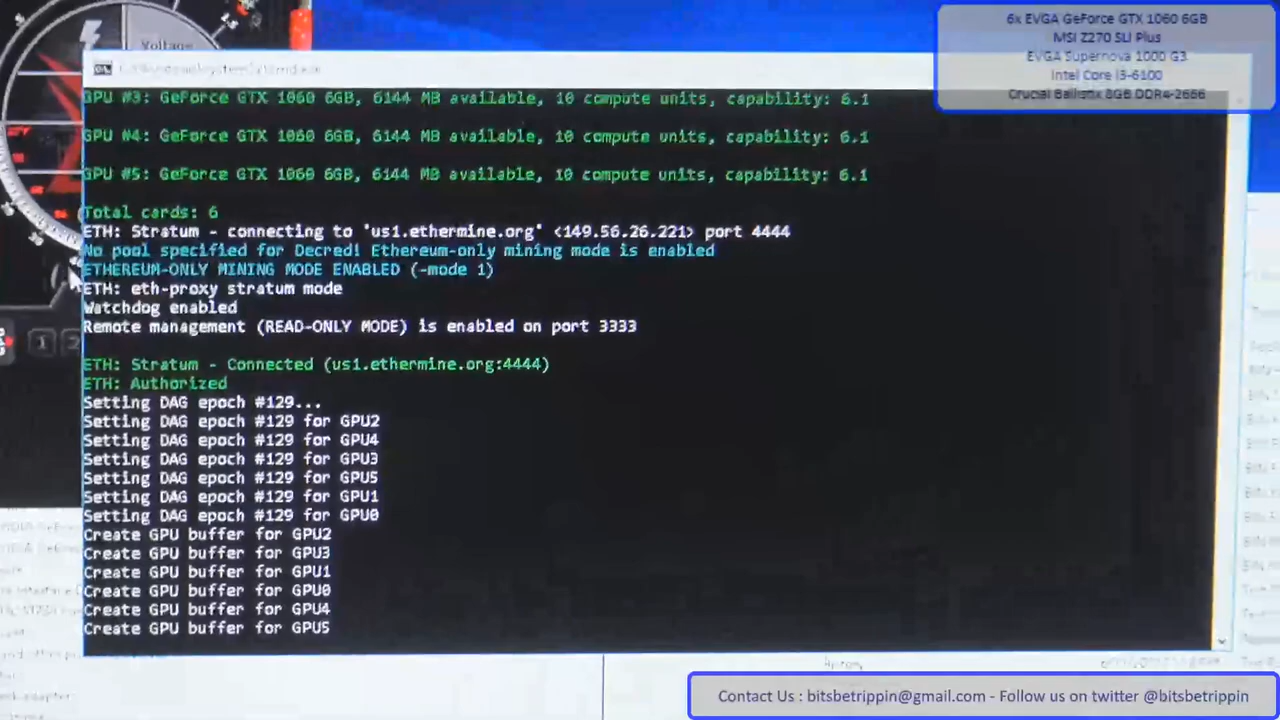 6x EVGA GeForce GTX 1060 6GB
MSI Z270 SLI Plus
EVGA Supernova 1000 G3
Intel Core i3-6100
Crucial Ballistix 8GB DDR4-2666
Voltage
GPU #3: GeForce GTX 1060 6GB, 6144 MB available, 10 compute units, capability: 6.1
GPU #4: GeForce GTX 1060 6GB, 6144 MB available, 10 compute units, capability: 6.1
GPU #5: GeForce GTX 1060 6GB, 6144 MB available, 10 compute units, capability: 6.1
Total cards: 6
ETH: Stratum - connecting to 'us1.ethermine.org' <149.56.26.221> port 4444
No pool specified for Decred! Ethereum-only mining mode is enabled
ETHEREUM-ONLY MINING MODE ENABLED (-mode 1)
ETH: eth-proxy stratum mode
Watchdog enabled
Remote management (READ-ONLY MODE) is enabled on port 3333
ETH: Stratum - Connected (us1.ethermine.org:4444)
ETH: Authorized
Setting DAG epoch #129...
Setting DAG epoch #129 for GPU2
Setting DAG epoch #129 for GPU4
Setting DAG epoch #129 for GPU3
Setting DAG epoch #129 for GPU5
Setting DAG epoch #129 for GPU1
Setting DAG epoch #129 for GPU0
Create GPU buffer for GPU2
Create GPU buffer for GPU3
Create GPU buffer for GPU1
Create GPU buffer for GPU0
Create GPU buffer for GPU4
Create GPU buffer for GPU5
Contact Us : bitsbetrippin@gmail.com - Follow us on twitter @bitsbetrippin